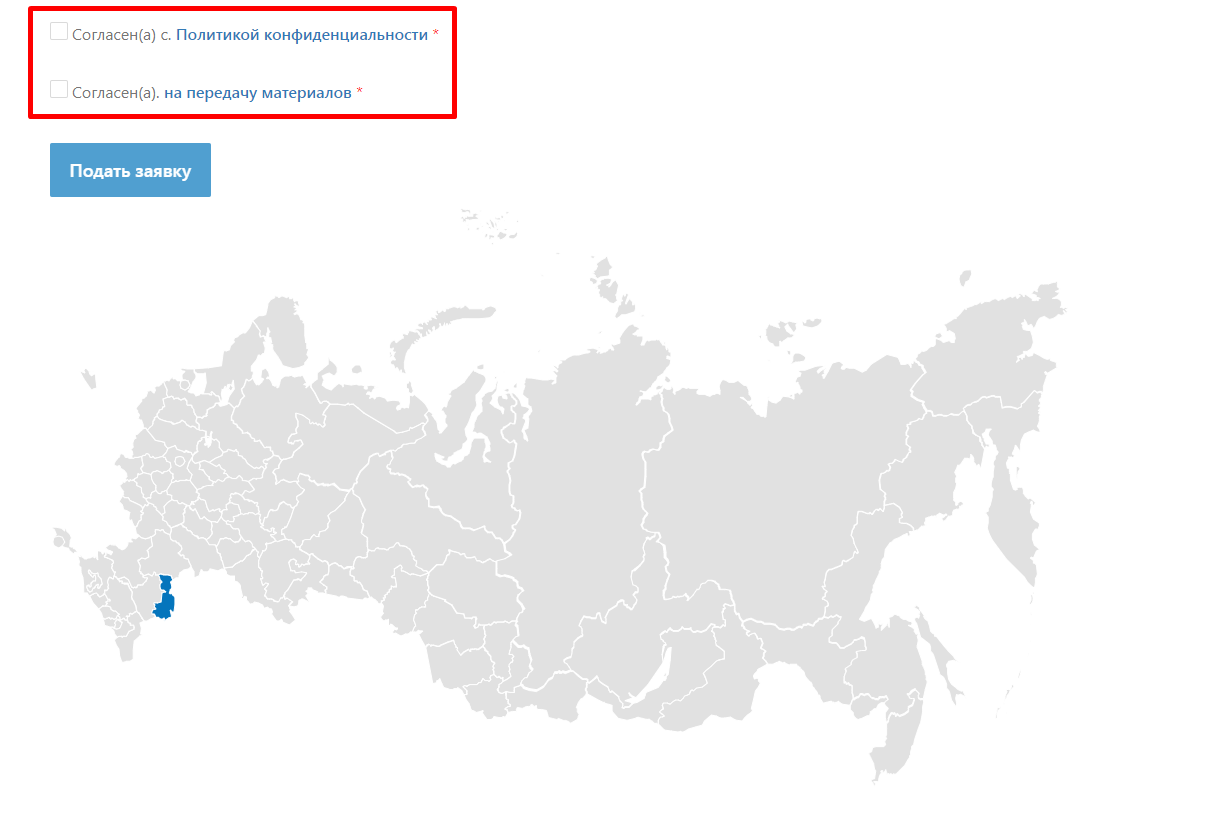 Согласен(а) с. Политикой конфиденциальности *
Согласен(а). на передачу материалов *
Подать заявку